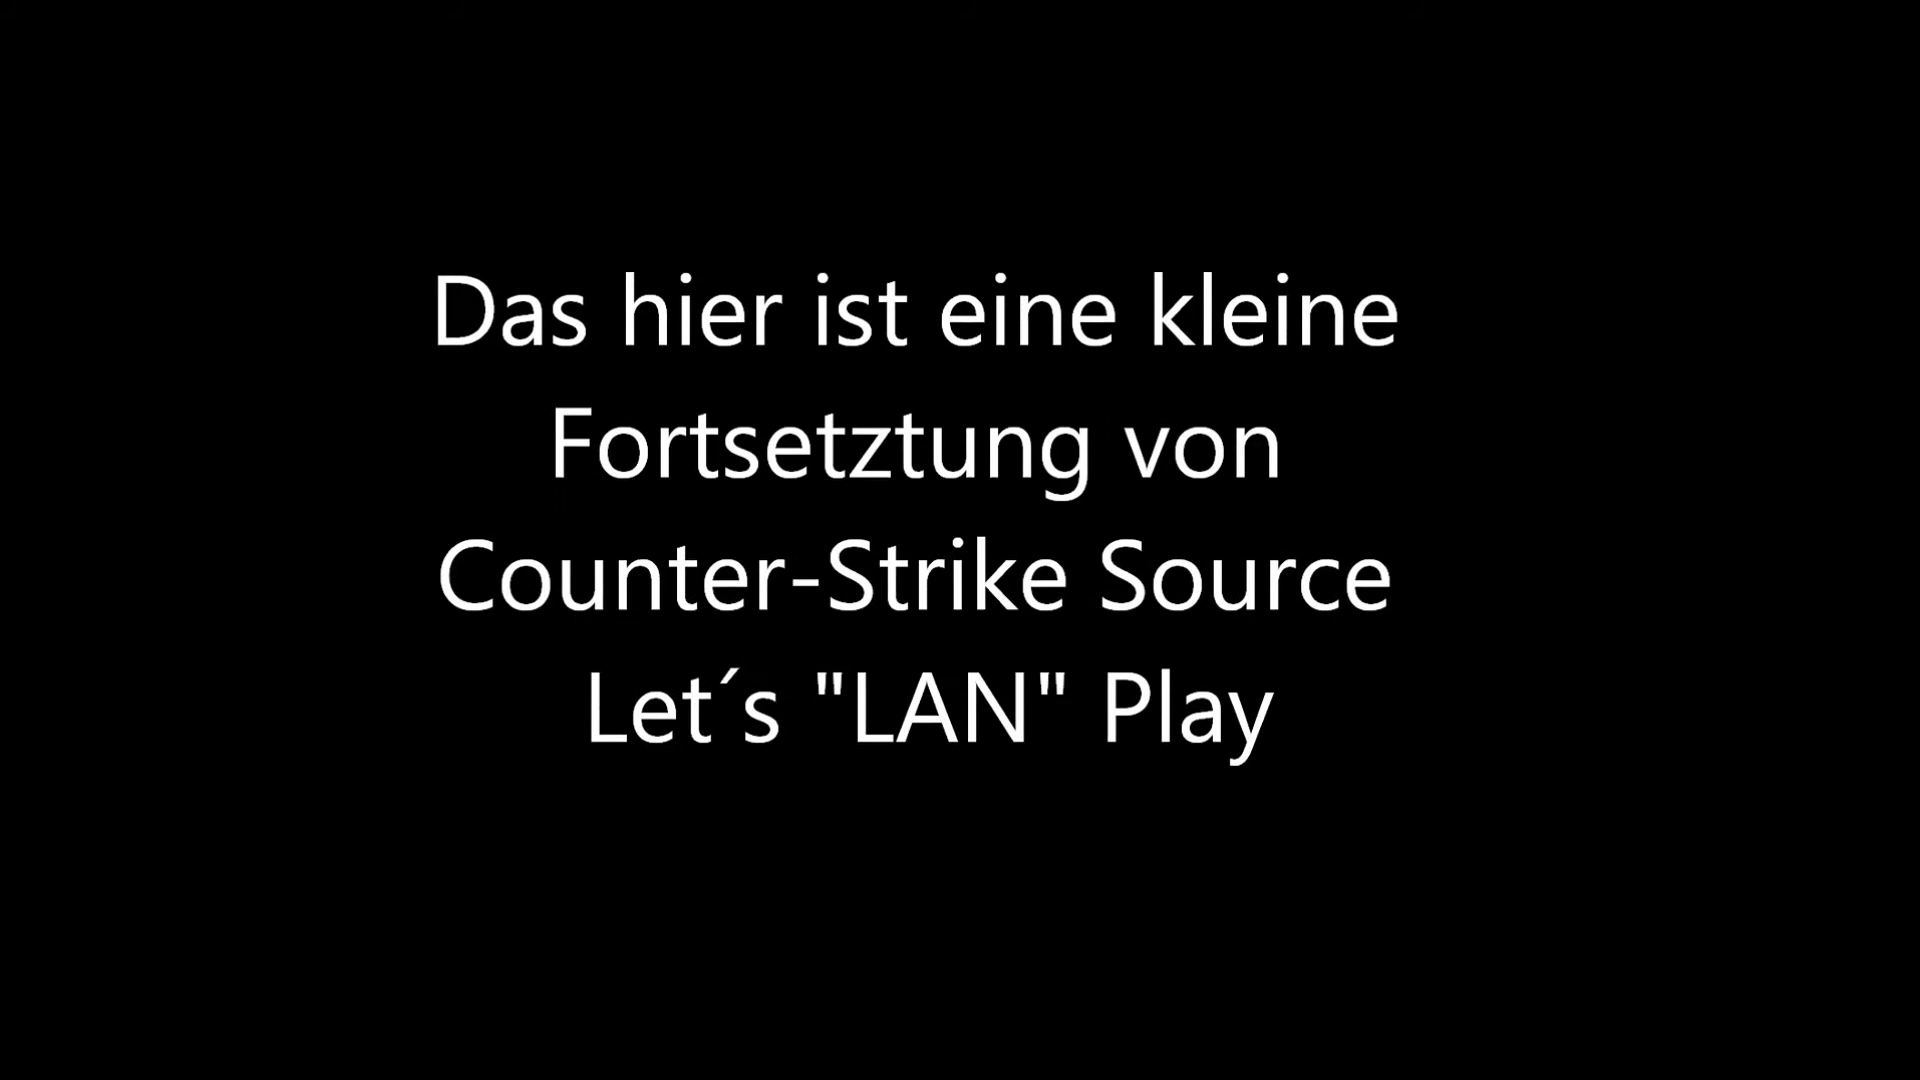 Das hier ist eine kleine
Fortsetztung von
Counter-Strike Source
Let´s "LAN" Play